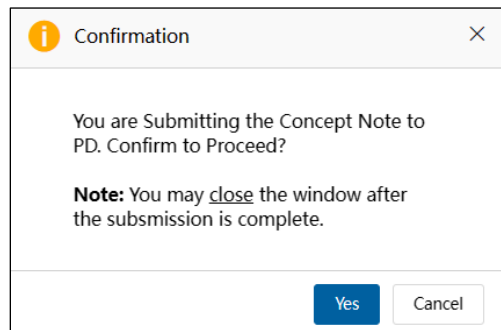 Confirmation
You are Submitting the Concept Note to
PD. Confirm to Proceed?
Note: You may close the window after
the subsmission is complete.
Yes
Cancel